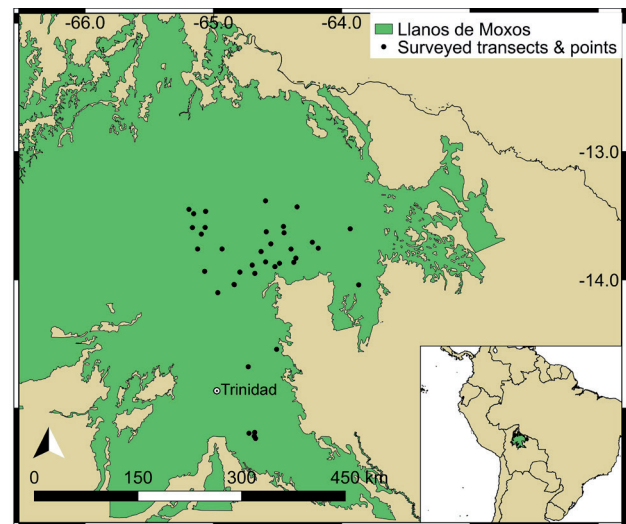 -66.0 -65.0 -64.0
Llanos de Moxos
Surveyed transects & points
-13.0
-14.0
Trinidad
0 150 300 450 km